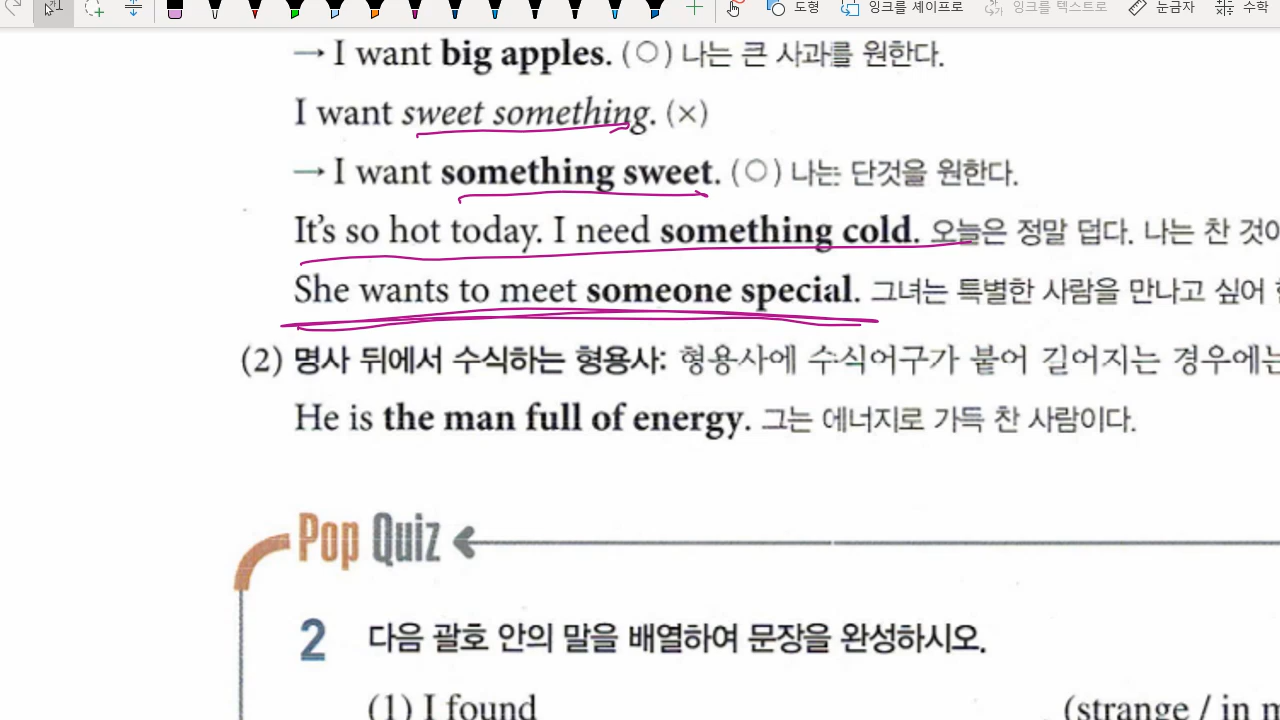 도형 잉크를 셰이프로 잉크를 텍스트로 눈금자 수학
→ I want big apples. (○) 나는 큰 사과를 원한다.
I want sweet something. (×)
→ I want something sweet. (○) 나는 단것을 원한다.
It's so hot today. I need something cold. 오늘은 정말 덥다. 나는 찬 것이
She wants to meet someone special. 그녀는 특별한 사람을 만나고 싶어
(2) 명사 뒤에서 수식하는 형용사: 형용사에 수식어구가 붙어 길어지는 경우에는
He is the man full of energy. 그는 에너지로 가득 찬 사람이다.
Pop Quiz
2 다음 괄호 안의 말을 배열하여 문장을 완성하시오.
(1) I found (strange / in